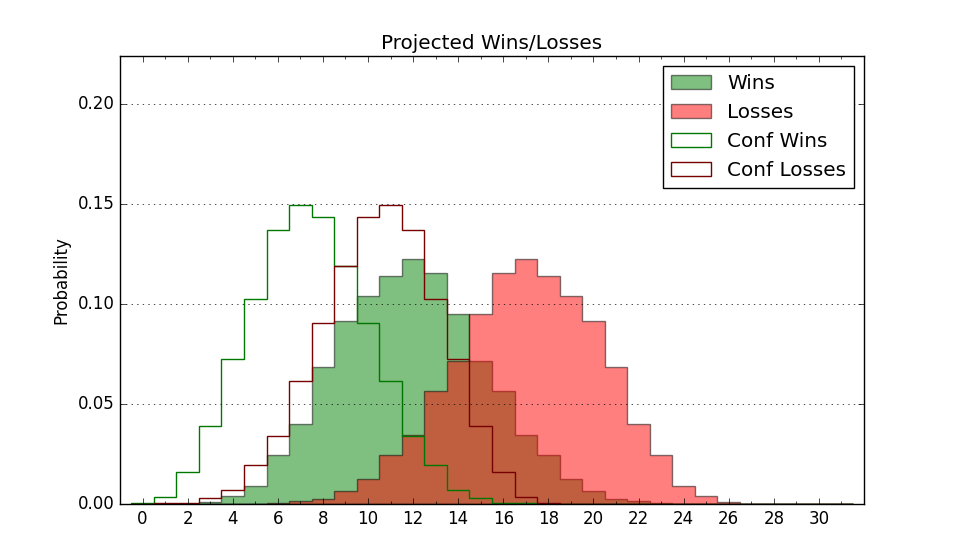 Projected Wins/Losses
Wins
Losses
Conf Wins
Conf Losses
Probability
0.20
0.15
0.10
0.05
0.00
0 2 4 6 8 10 12 14 16 18 20 22 24 26 28 30